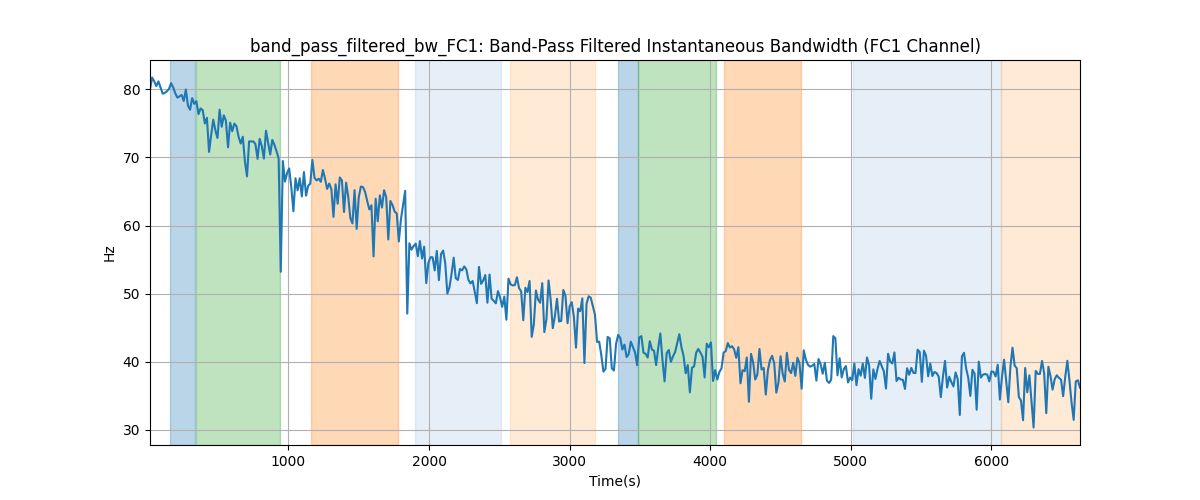 band_pass_filtered_bw_FC1: Band-Pass Filtered Instantaneous Bandwidth (FC1 Channel)
80
70
60
50
40
30
Hz
1000 2000 3000 4000 5000 6000
Time(s)